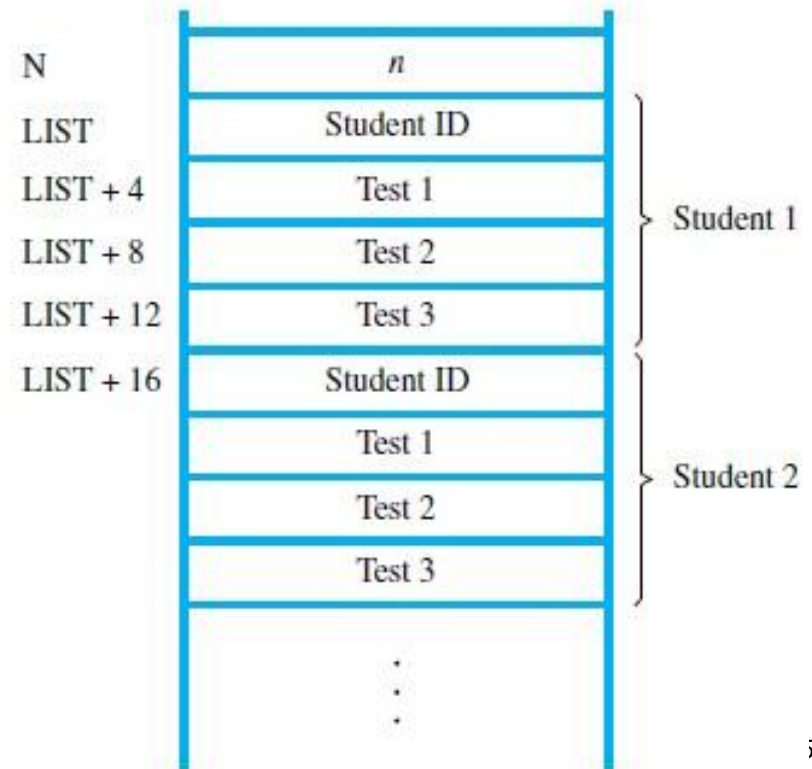 N n
LIST Student ID
LIST + 4 Test 1
Student 1
LIST + 8 Test 2
LIST + 12 Test 3
LIST + 16 Student ID
Test 1
Student 2
Test 2
Test 3